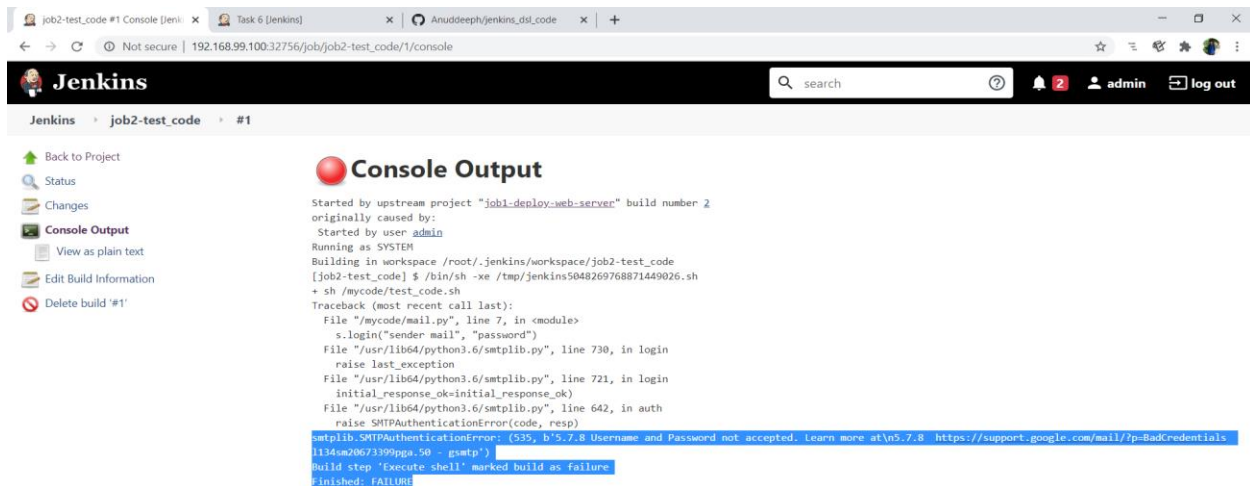 job2-test_code #1 Console [Jenki
Task 6 [Jenkins]
Anuddeeph/jenkins_dsl_code
Not secure | 192.168.99.100:32756/job/job2-test_code/1/console
Jenkins
search
2
admin
log out
Jenkins
job2-test_code
#1
Back to Project
Status
Changes
Console Output
View as plain text
Edit Build Information
Delete build '#1'
Console Output
Started by upstream project "job1-deploy-web-server" build number 2
originally caused by:
Started by user admin
Running as SYSTEM
Building in workspace /root/.jenkins/workspace/job2-test_code
[job2-test_code] $ /bin/sh -xe /tmp/jenkins5048269768871449026.sh
+ sh /mycode/test_code.sh
Traceback (most recent call last):
File "/mycode/mail.py", line 7, in <module>
s.login("sender mail", "password")
File "/usr/lib64/python3.6/smtplib.py", line 730, in login
raise last_exception
File "/usr/lib64/python3.6/smtplib.py", line 721, in login
initial_response_ok=initial_response_ok)
File "/usr/lib64/python3.6/smtplib.py", line 642, in auth
raise SMTPAuthenticationError(code, resp)
smtplib.SMTPAuthenticationError: (535, b'5.7.8 Username and Password not accepted. Learn more at\n5.7.8  https://support.google.com/mail/?p=BadCredentials
l134sm20673399pga.50 - gsmtp')
Build step 'Execute shell' marked build as failure
Finished: FAILURE